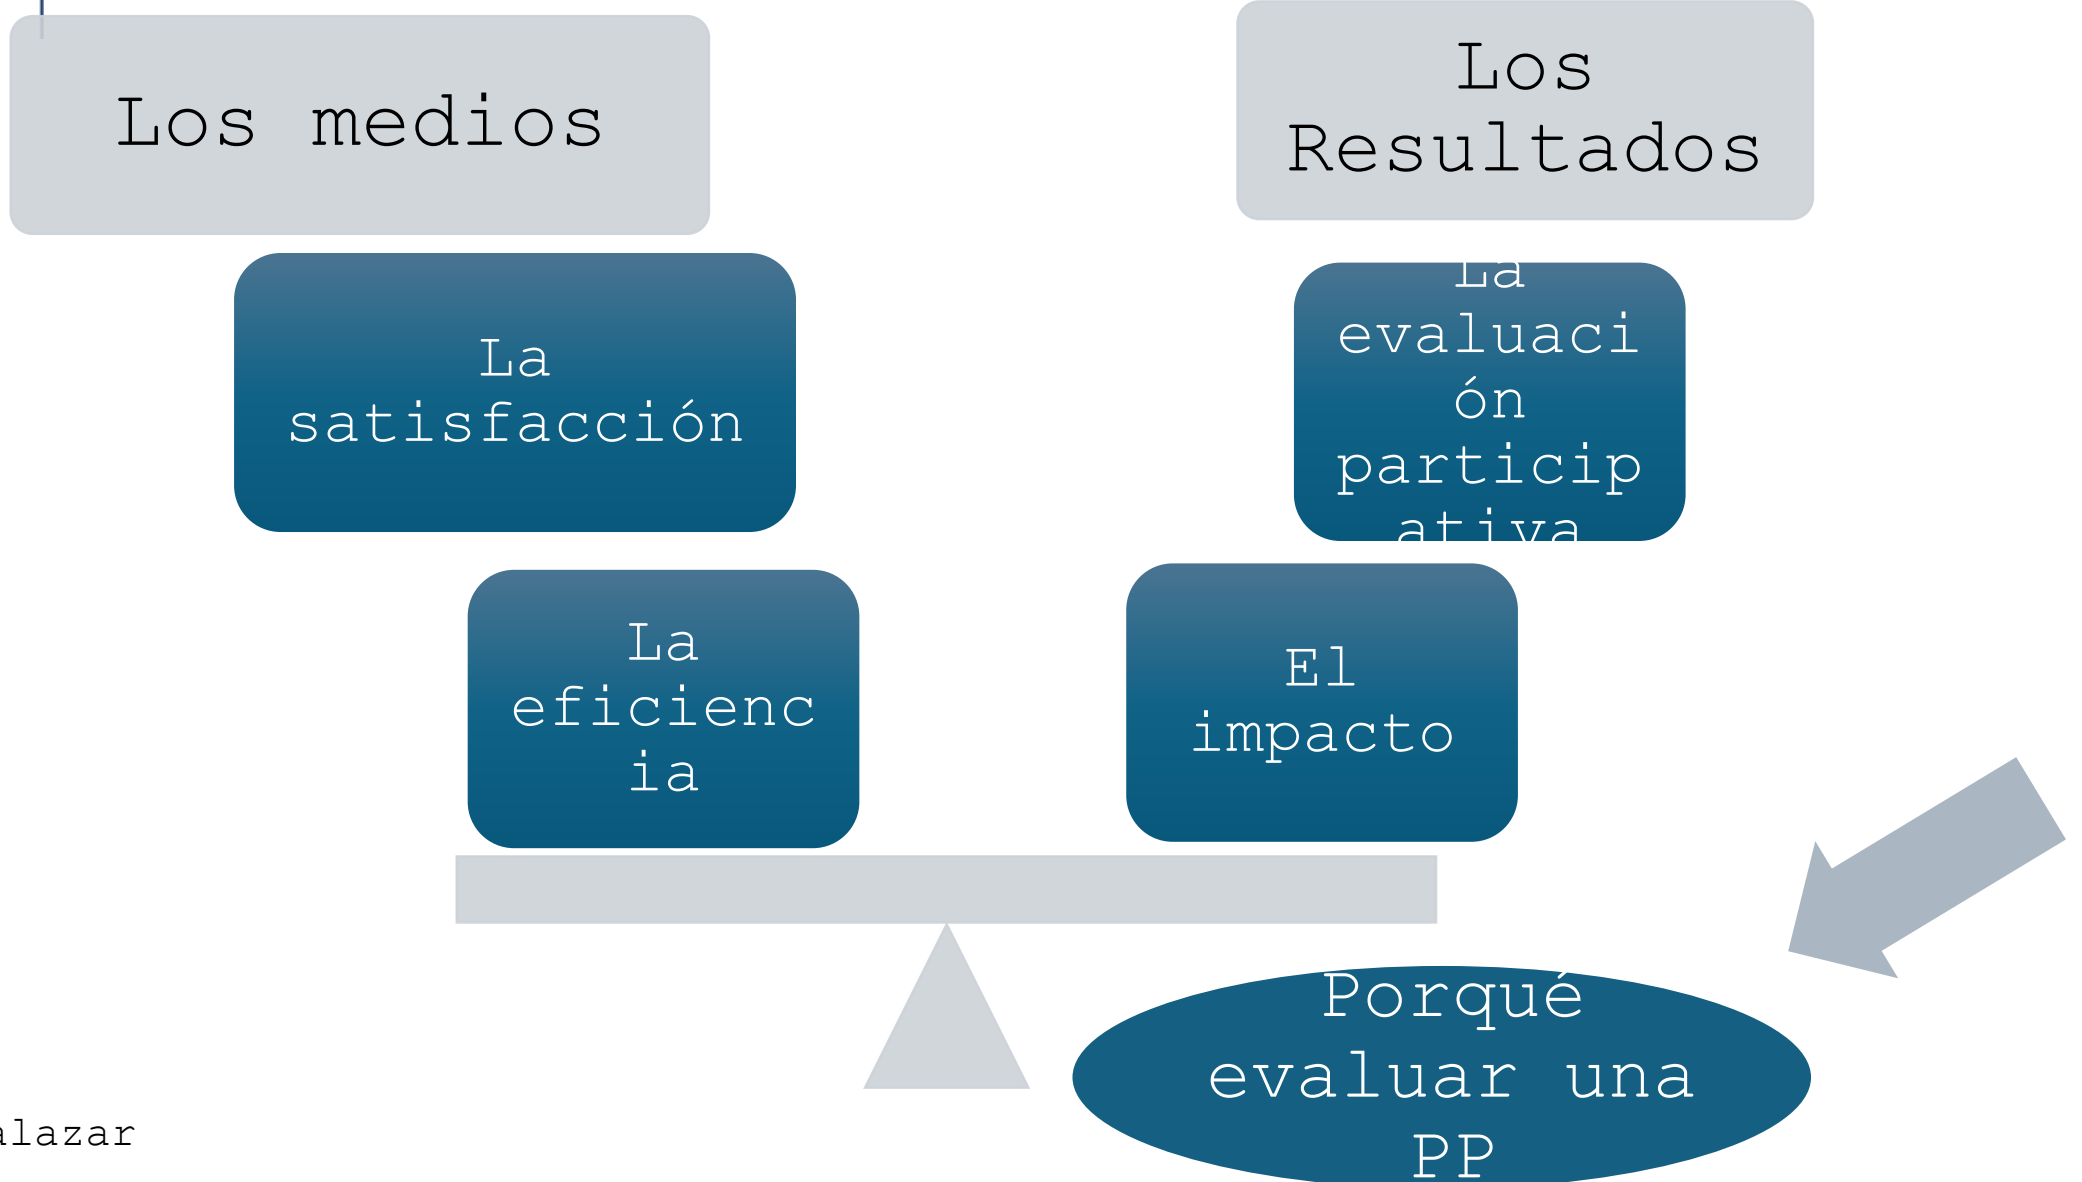 Los medios
Los
Resultados
La
satisfacción
La
evaluaci
ón
particip
ativa
La
eficienc
ia
El
impacto
Porqué
evaluar una
PP
alazar